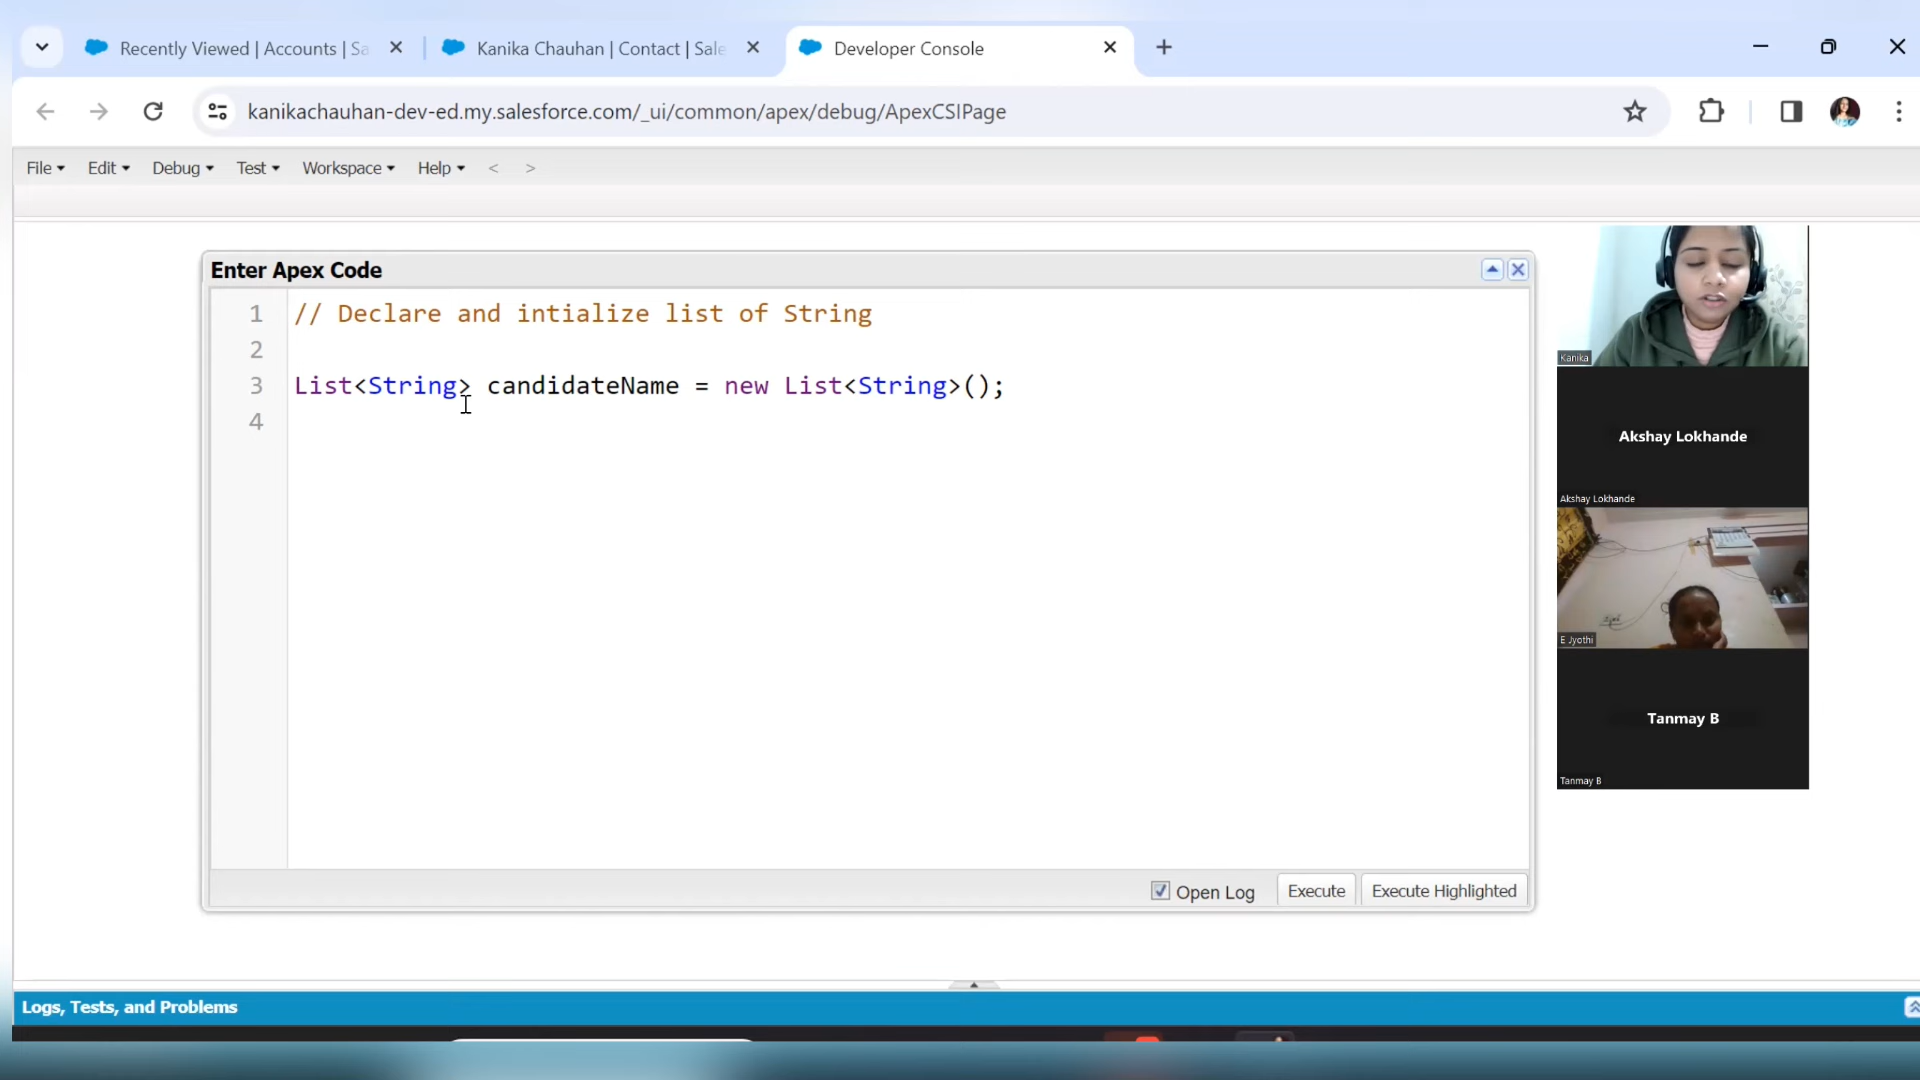 Recently Viewed | Accounts | Sa
Kanika Chauhan | Contact | Sale
Developer Console
kanikachauhan-dev-ed.my.salesforce.com/_ui/common/apex/debug/ApexCSIPage
File Edit Debug Test Workspace Help < >
Enter Apex Code
1 // Declare and intialize list of String
2
3 List<String> candidateName = new List<String>();
4
Open Log Execute Execute Highlighted
Kanika
Akshay Lokhande
Akshay Lokhande
E Jyothi
Tanmay B
Tanmay B
Logs, Tests, and Problems